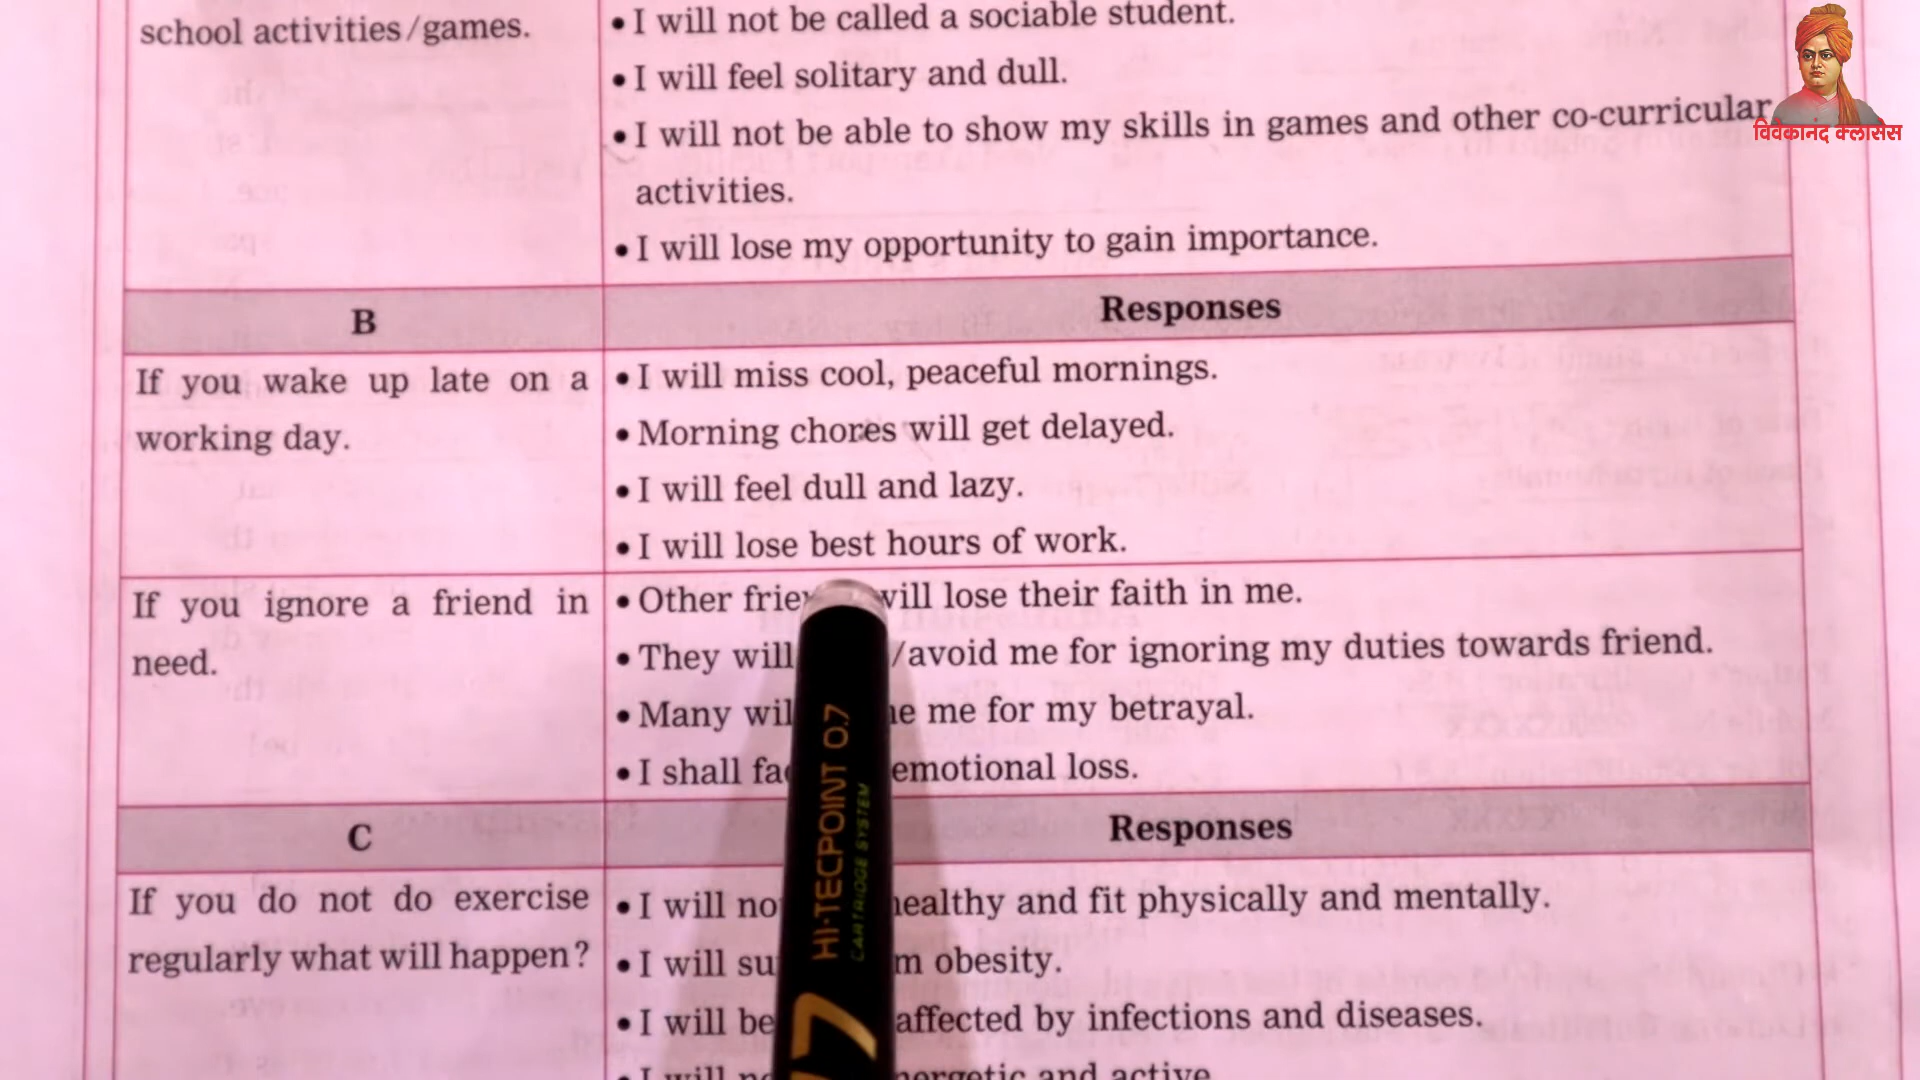 school activities/games.
• I will not be called a sociable student.
• I will feel solitary and dull.
• I will not be able to show my skills in games and other co-curricular
activities.
• I will lose my opportunity to gain importance.
B
Responses
If you wake up late on a
working day.
• I will miss cool, peaceful mornings.
• Morning chores will get delayed.
• I will feel dull and lazy.
• I will lose best hours of work.
If you ignore a friend in
need.
• Other will lose their faith in me.
• They will /avoid me for ignoring my duties towards friend.
• Many me for my betrayal.
• I shall emotional loss.
C
Responses
If you do not do exercise
regularly what will happen?
• I will healthy and fit physically and mentally.
• I will obesity.
• I will be affected by infections and diseases.
• I will and active
विवेकानंद क्लासेस
HI-TECPOINT 0.7
CARTRIDGE SYSTEM